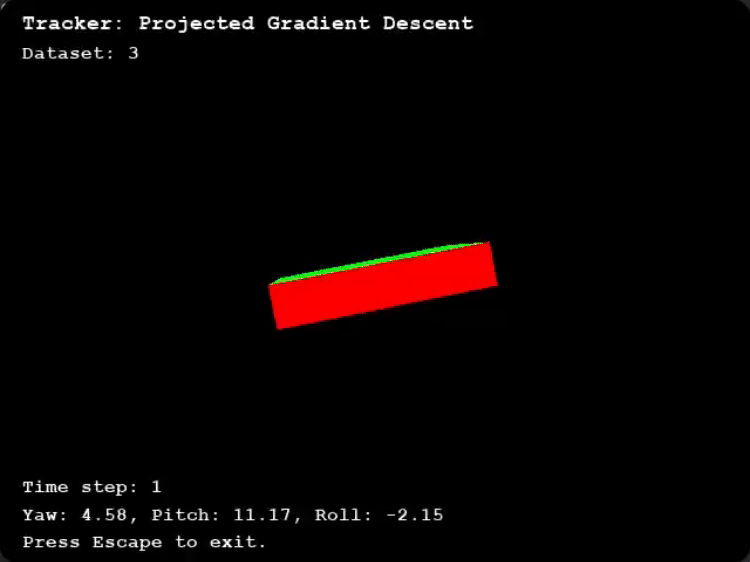 Tracker: Projected Gradient Descent
Dataset: 3
Time step: 1
Yaw: 4.58, Pitch: 11.17, Roll: -2.15
Press Escape to exit.